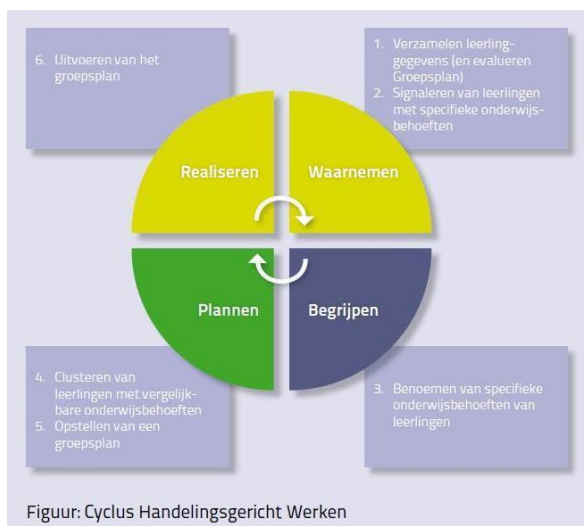 6. Uitvoeren van het
groepsplan
1. Verzamelen leerling-
gegevens (en evalueren
Groepsplan)
2. Signaleren van leerlingen
met specifieke onderwijs-
behoeften
Realiseren
Waarnemen
Plannen
Begrijpen
4. Clusteren van
leerlingen met vergelijk-
bare onderwijsbehoeften
5. Opstellen van een
groepsplan
3. Benoemen van specifieke
onderwijsbehoeften van
leerlingen
Figuur: Cyclus Handelingsgericht Werken